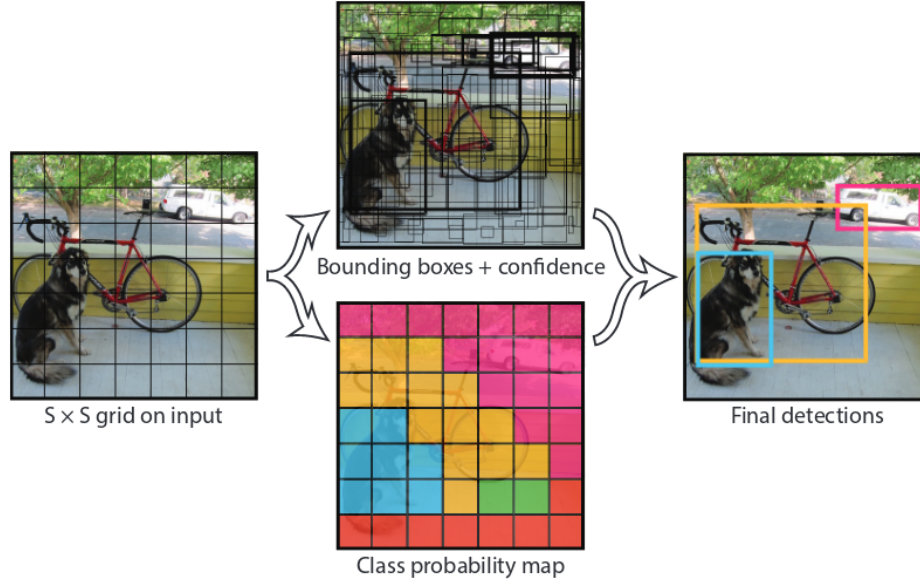 S × S grid on input
Bounding boxes + confidence
Class probability map
Final detections